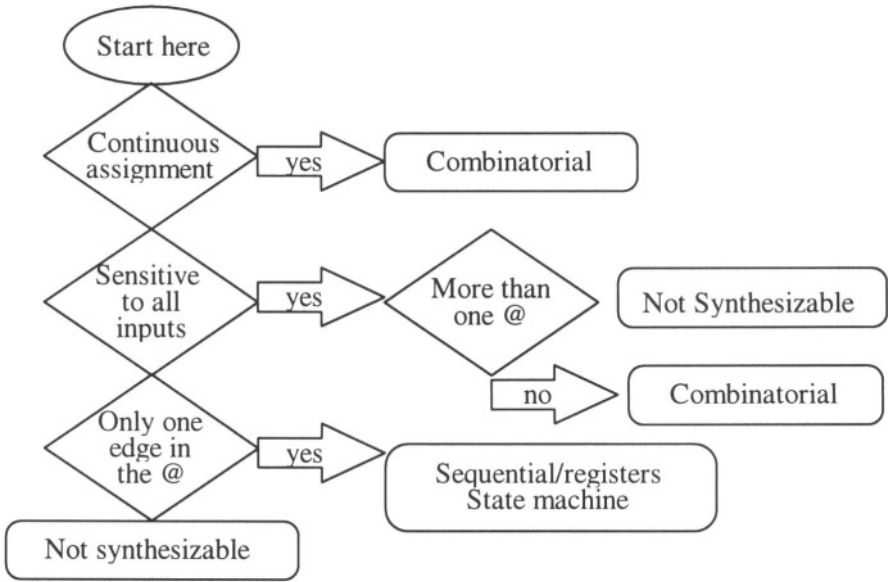 Start here
Continuous
assignment
yes
Combinatorial
Sensitive
to all
inputs
yes
More than
one @
Not Synthesizable
no
Combinatorial
Only one
edge in
the @
yes
Sequential/registers
State machine
Not synthesizable